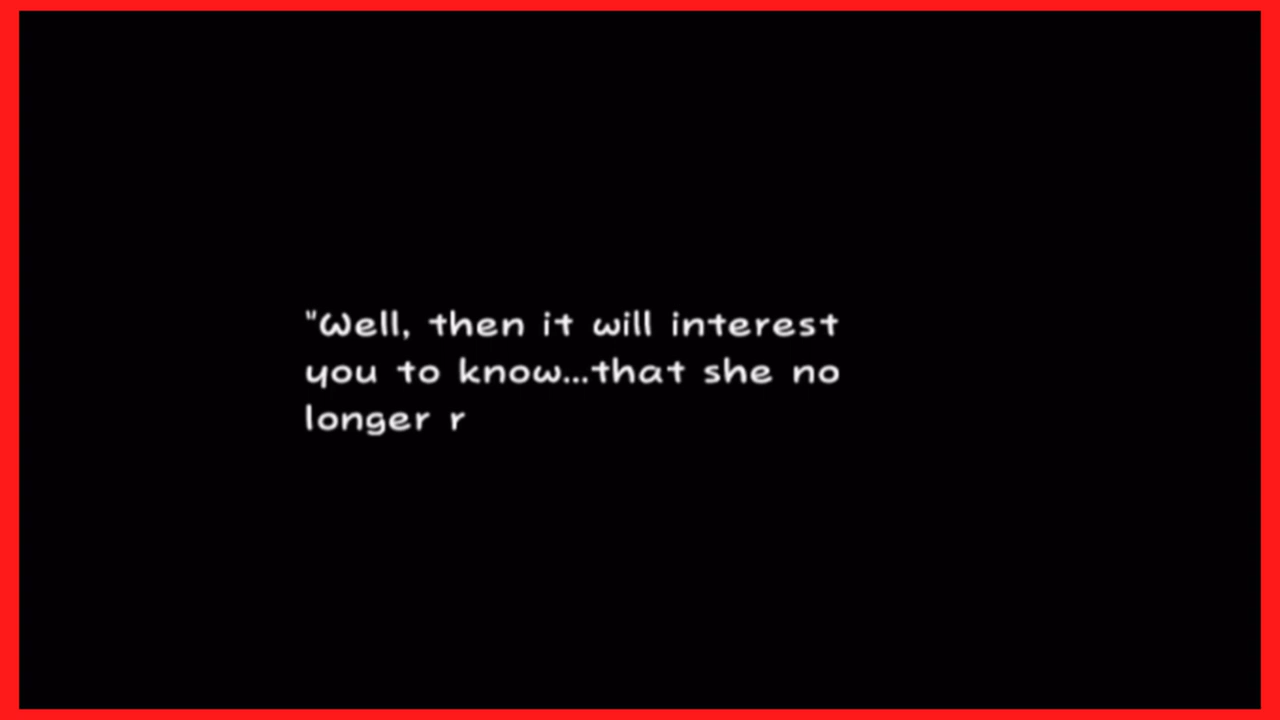 "Well, then it will interest
you to know...that she no
longer r